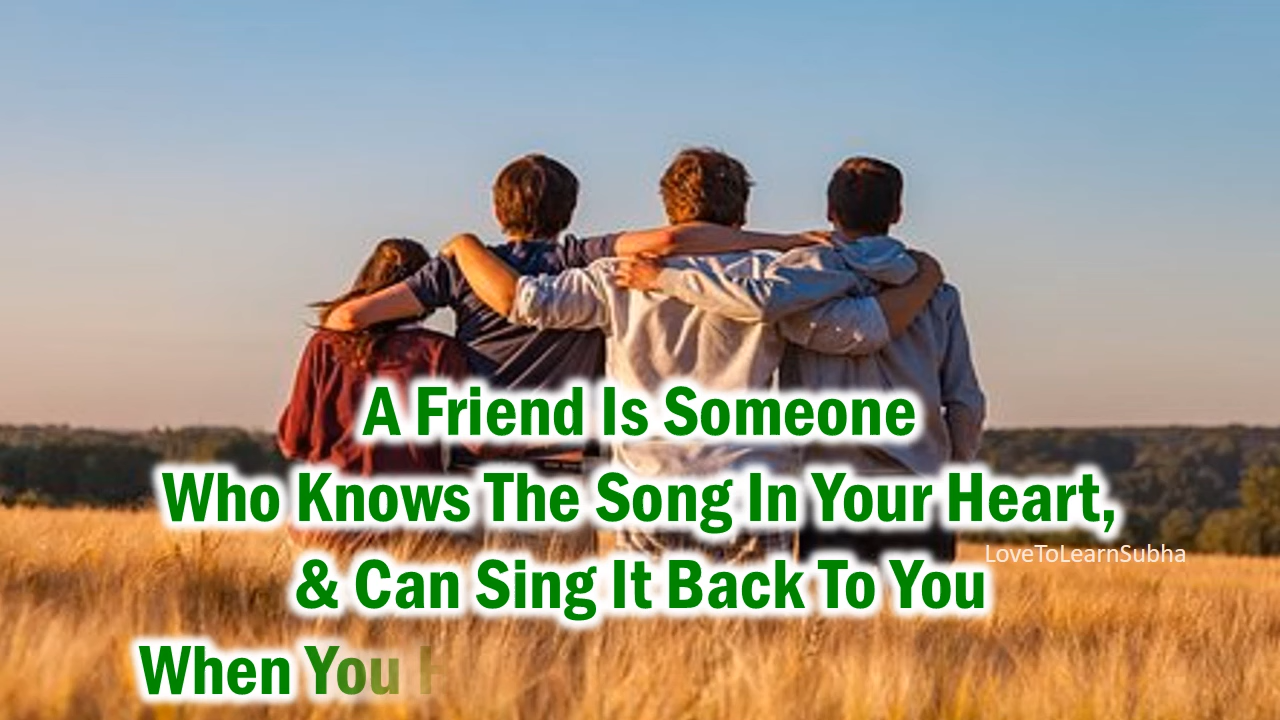 A Friend Is Someone
Who Knows The Song In Your Heart,
LoveToLearnSubha
& Can Sing It Back To You
When You